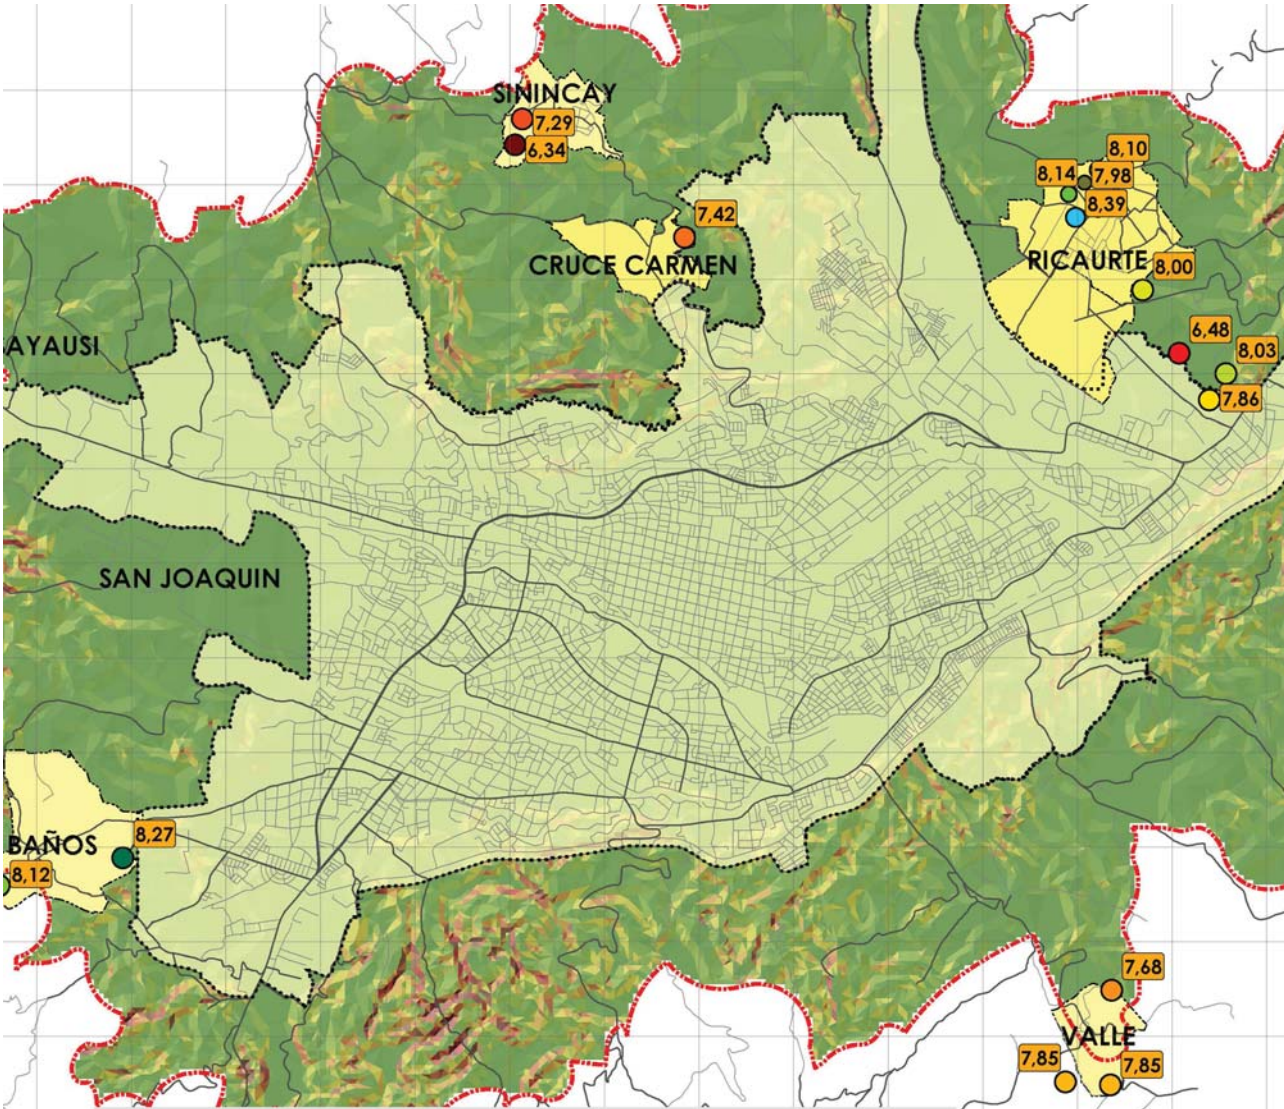 SININCAY
7,29
6,34
8,10
8,14
7,98
8,39
7,42
CRUCE CARMEN
RICAURTE
8,00
AYAUSI
6,48
8,03
7,86
SAN JOAQUIN
8,27
BAÑOS
8,12
7,68
VALLE
7,85
7,85